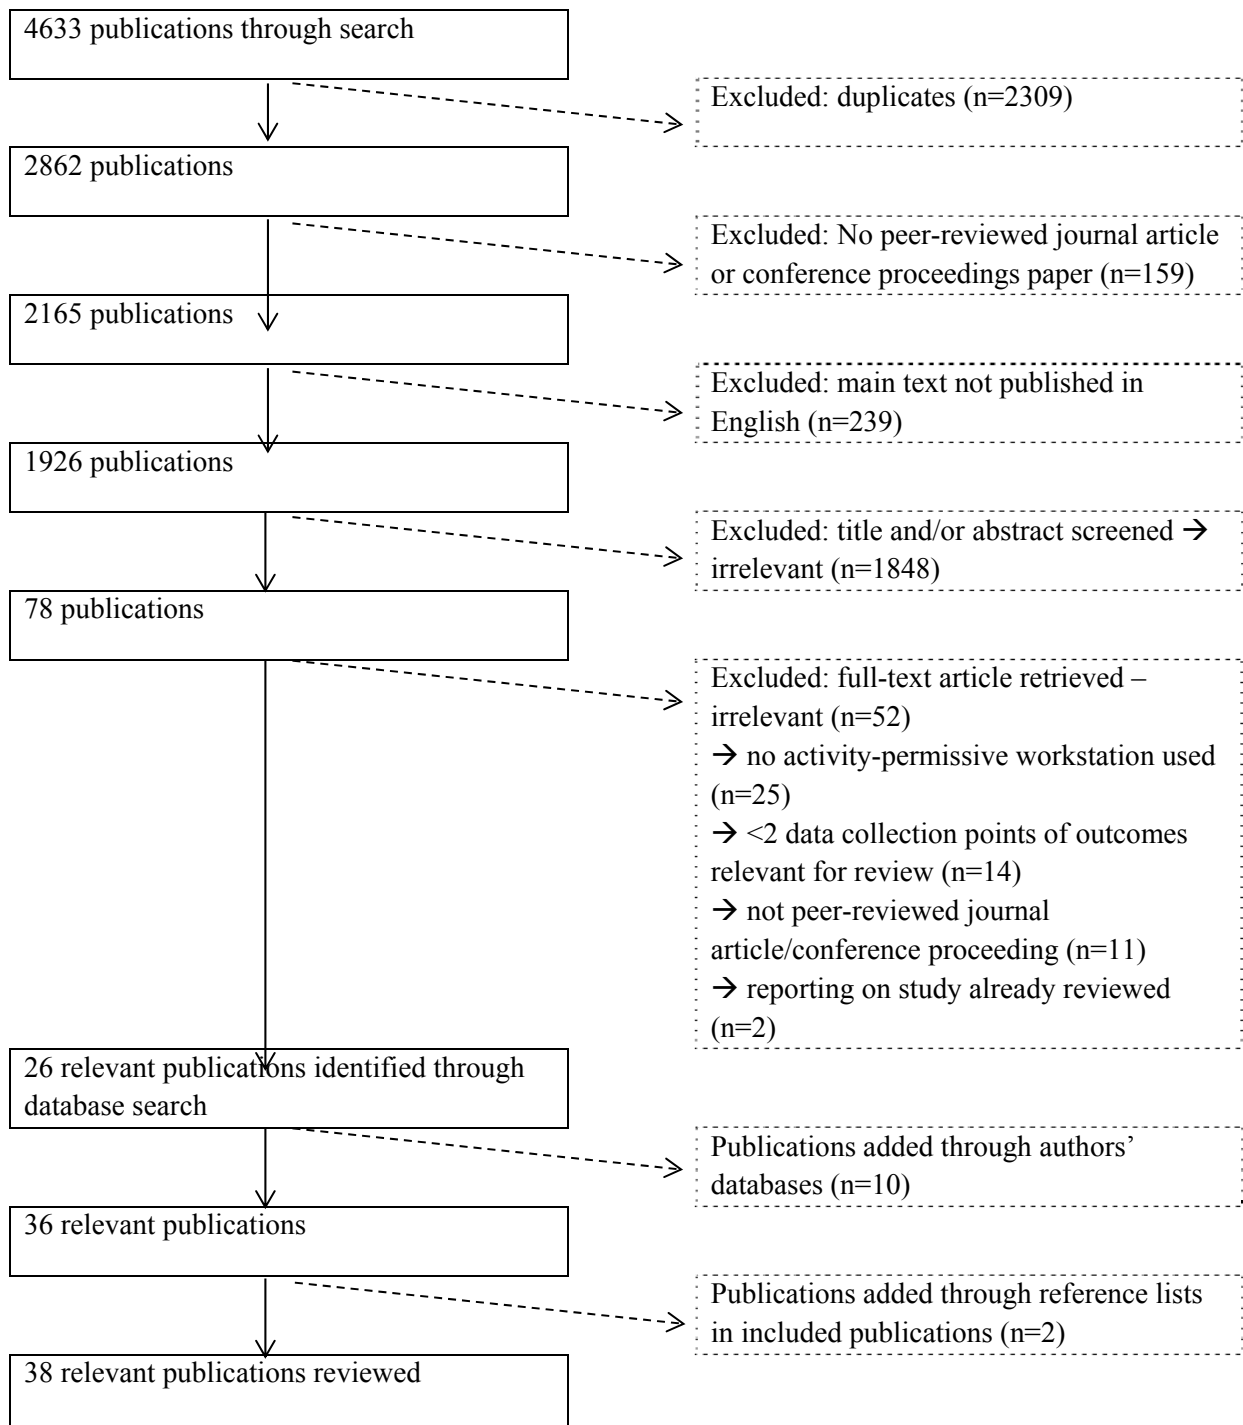 4633 publications through search
Excluded: duplicates (n=2309)
2862 publications
Excluded: No peer-reviewed journal article
or conference proceedings paper (n=159)
2165 publications
Excluded: main text not published in
English (n=239)
1926 publications
Excluded: title and/or abstract screened →
irrelevant (n=1848)
78 publications
Excluded: full-text article retrieved –
irrelevant (n=52)
→ no activity-permissive workstation used
(n=25)
→ <2 data collection points of outcomes
relevant for review (n=14)
→ not peer-reviewed journal
article/conference proceeding (n=11)
→ reporting on study already reviewed
(n=2)
26 relevant publications identified through
database search
Publications added through authors’
databases (n=10)
36 relevant publications
Publications added through reference lists
in included publications (n=2)
38 relevant publications reviewed